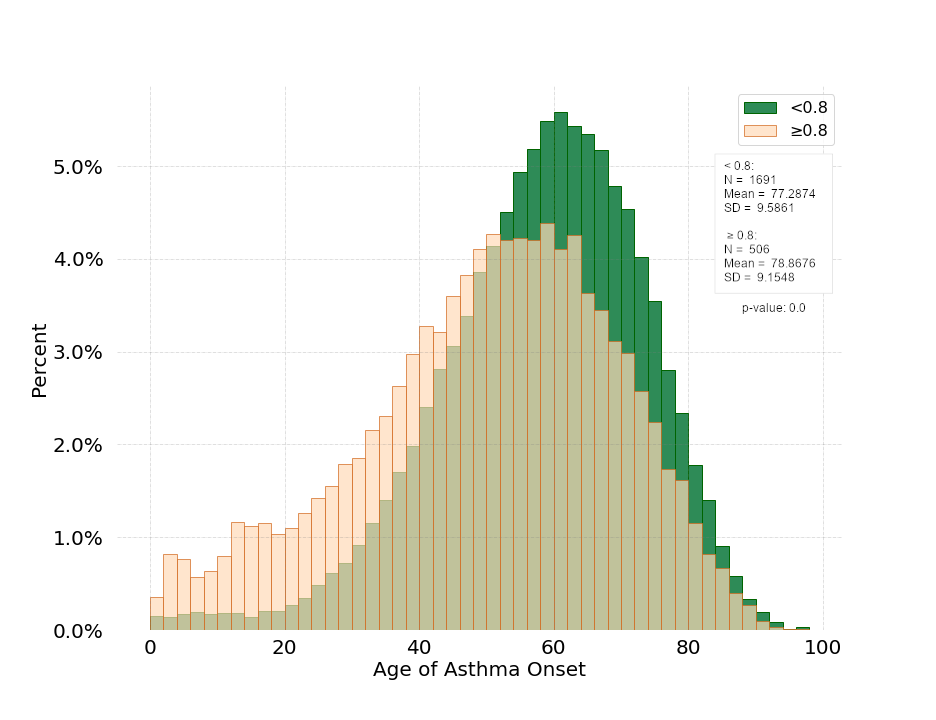 <0.8
≥0.8
< 0.8:
N = 1691
Mean = 77.2874
SD = 9.5861
≥ 0.8:
N = 506
Mean = 78.8676
SD = 9.1548
p-value: 0.0
5.0%
4.0%
3.0%
2.0%
1.0%
0.0%
Percent
0 20 40 60 80 100
Age of Asthma Onset